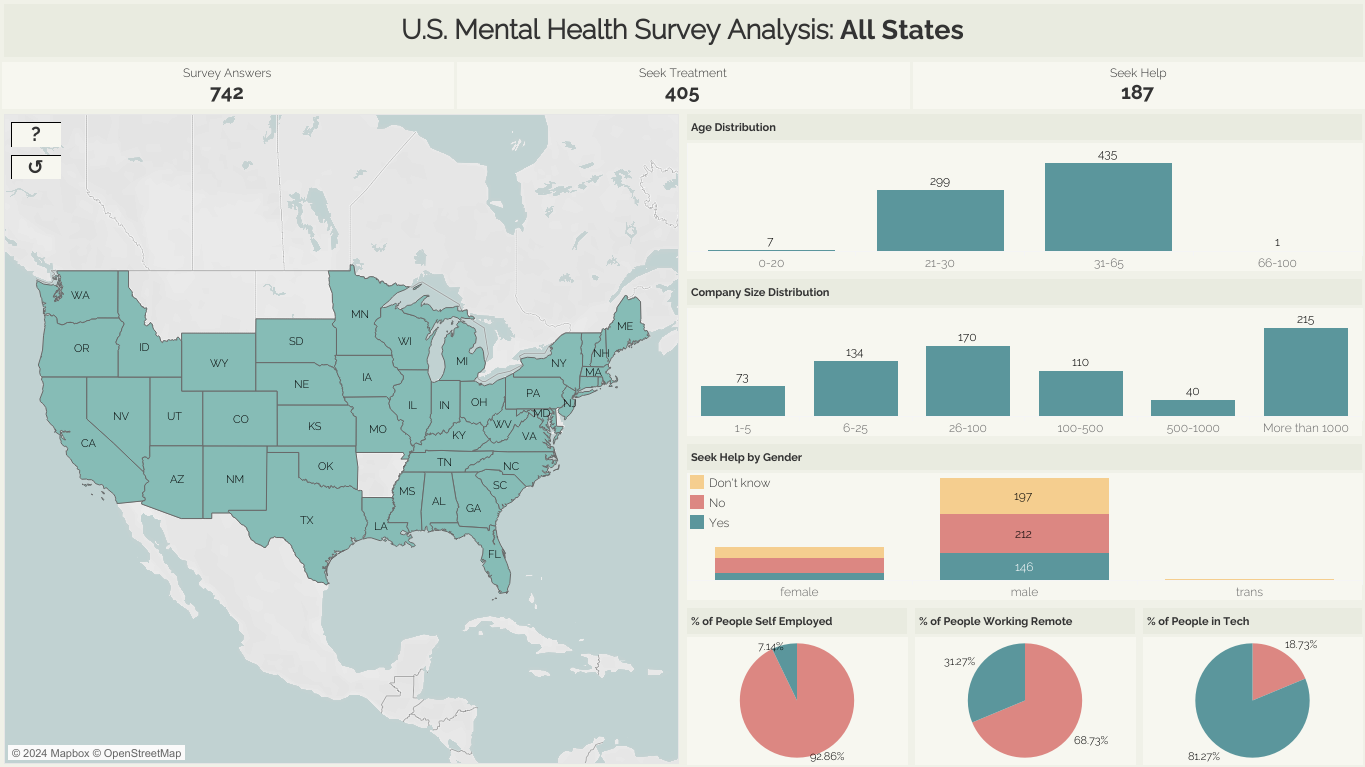 U.S. Mental Health Survey Analysis: All States
Survey Answers
742
Seek Treatment
405
Seek Help
187
?
↺
WA
OR
ID
WY
SD
MN
WI
MI
NY
NH
ME
MA
NE
IA
IL
IN
OH
PA
NJ
MD
NV
UT
CO
KS
MO
KY
WV
VA
CA
AZ
NM
OK
TN
NC
SC
TX
LA
MS
AL
GA
FL
© 2024 Mapbox © OpenStreetMap
Age Distribution
7
299
435
1
0-20
21-30
31-65
66-100
Company Size Distribution
73
134
170
110
40
215
1-5
6-25
26-100
100-500
500-1000
More than 1000
Seek Help by Gender
Don't know
No
Yes
197
212
146
female
male
trans
% of People Self Employed
7.14%
92.86%
% of People Working Remote
31.27%
68.73%
% of People in Tech
18.73%
81.27%